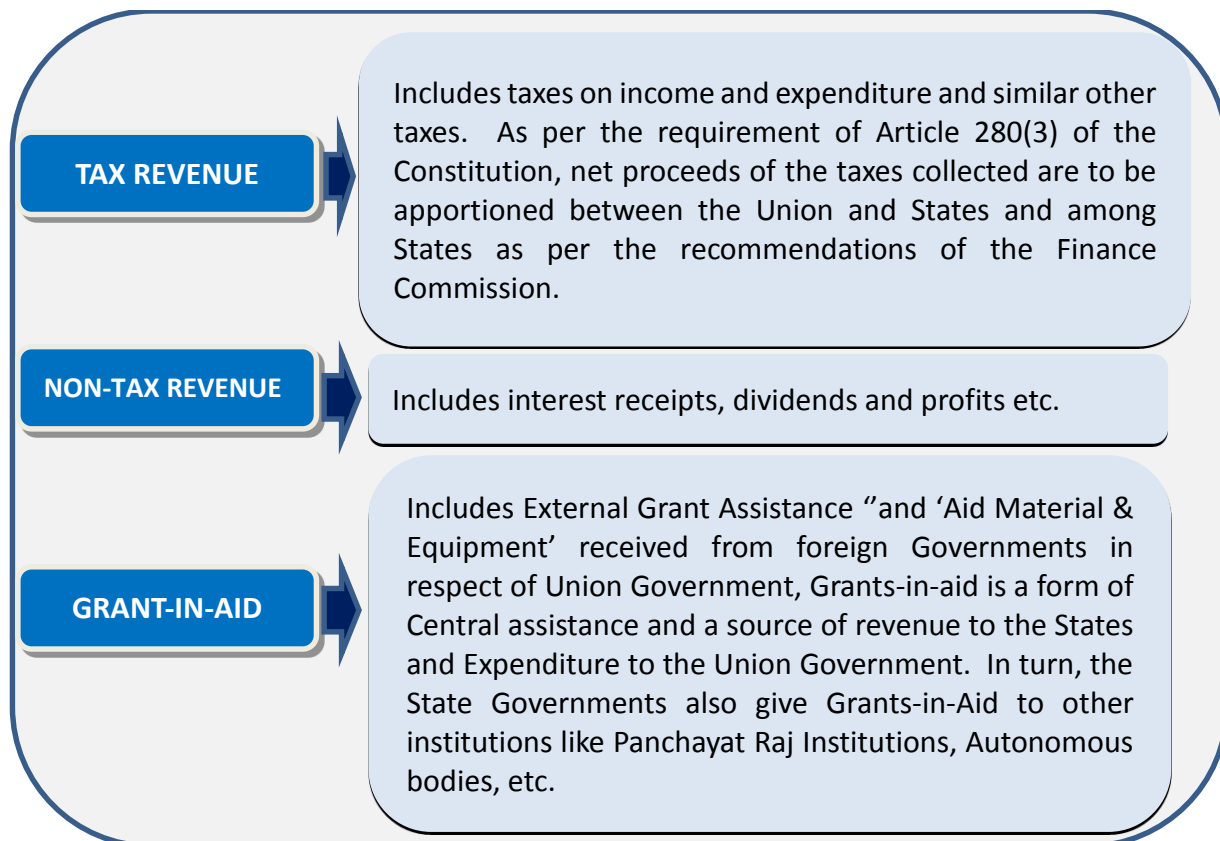 TAX REVENUE
Includes taxes on income and expenditure and similar other
taxes. As per the requirement of Article 280(3) of the
Constitution, net proceeds of the taxes collected are to be
apportioned between the Union and States and among
States as per the recommendations of the Finance
Commission.
NON-TAX REVENUE
Includes interest receipts, dividends and profits etc.
GRANT-IN-AID
Includes External Grant Assistance ‘’and ‘Aid Material &
Equipment’ received from foreign Governments in
respect of Union Government, Grants-in-aid is a form of
Central assistance and a source of revenue to the States
and Expenditure to the Union Government. In turn, the
State Governments also give Grants-in-Aid to other
institutions like Panchayat Raj Institutions, Autonomous
bodies, etc.